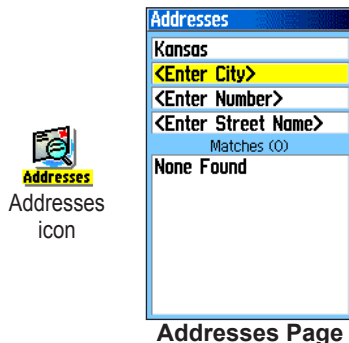 Addresses
Kansas
<Enter City>
<Enter Number>
<Enter Street Name>
Matches (0)
None Found
Addresses
Addresses
icon
Addresses Page